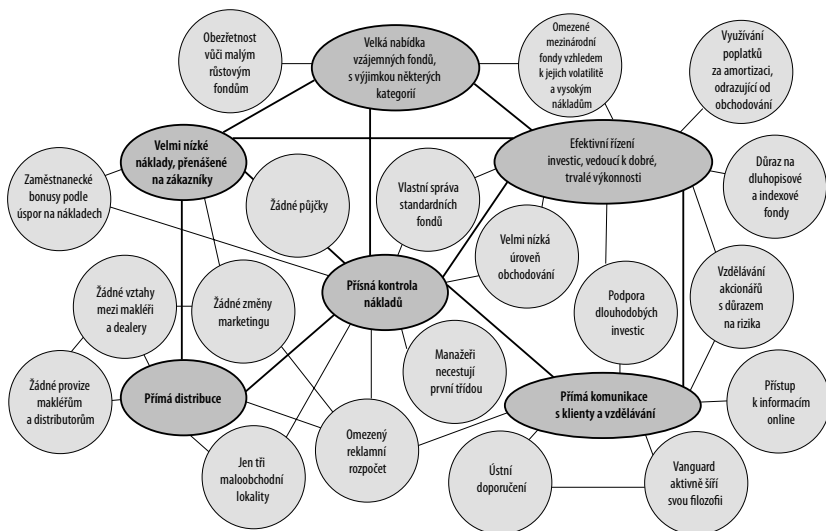 Obezřetnost
vůči malým
růstovým
fondům
Velká nabídka
vzájemných fondů,
s výjimkou některých
kategorií
Omezené
mezinárodní
fondy vzhledem
k jejich volatilitě
a vysokým
nákladům
Využívání
poplatků
za amortizaci,
odrazující od
obchodování
Velmi nízké
náklady, přenášené
na zákazníky
Efektivní řízení
investic, vedoucí k dobré,
trvalé výkonnosti
Důraz na
dluhopisové
a indexové
fondy
Zaměstnanecké
bonusy podle
úspor na nákladech
Žádné půjčky
Vlastní správa
standardních
fondů
Velmi nízká
úroveň
obchodování
Žádné vztahy
mezi makléři
a dealery
Žádné změny
marketingu
Přísná kontrola
nákladů
Podpora
dlouhodobých
investic
Vzdělávání
akcionářů
s důrazem
na rizika
Manažeři
necestují
první třídou
Žádné provize
makléřům
a distributorům
Přímá distribuce
Přímá komunikace
s klienty a vzdělávání
Přístup
k informacím
online
Jen tři
maloobchodní
lokality
Omezený
reklamní
rozpočet
Ústní
doporučení
Vanguard
aktivně šíří
svou filozofii